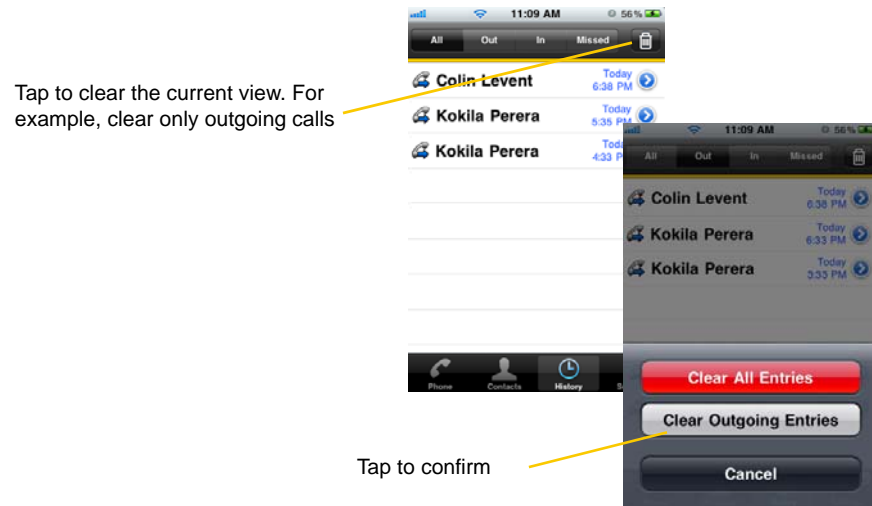 11:09 AM 56%
All Out In Missed
Tap to clear the current view. For
example, clear only outgoing calls
Colin Levent Today 6:38 PM
Kokila Perera Today 5:35 PM
Kokila Perera 4:33
Phone Contacts History
11:09 AM 56%
All Out In Missed
Colin Levent Today 6:38 PM
Kokila Perera Today 6:33 PM
Kokila Perera Today 3:33 PM
Clear All Entries
Clear Outgoing Entries
Cancel
Tap to confirm